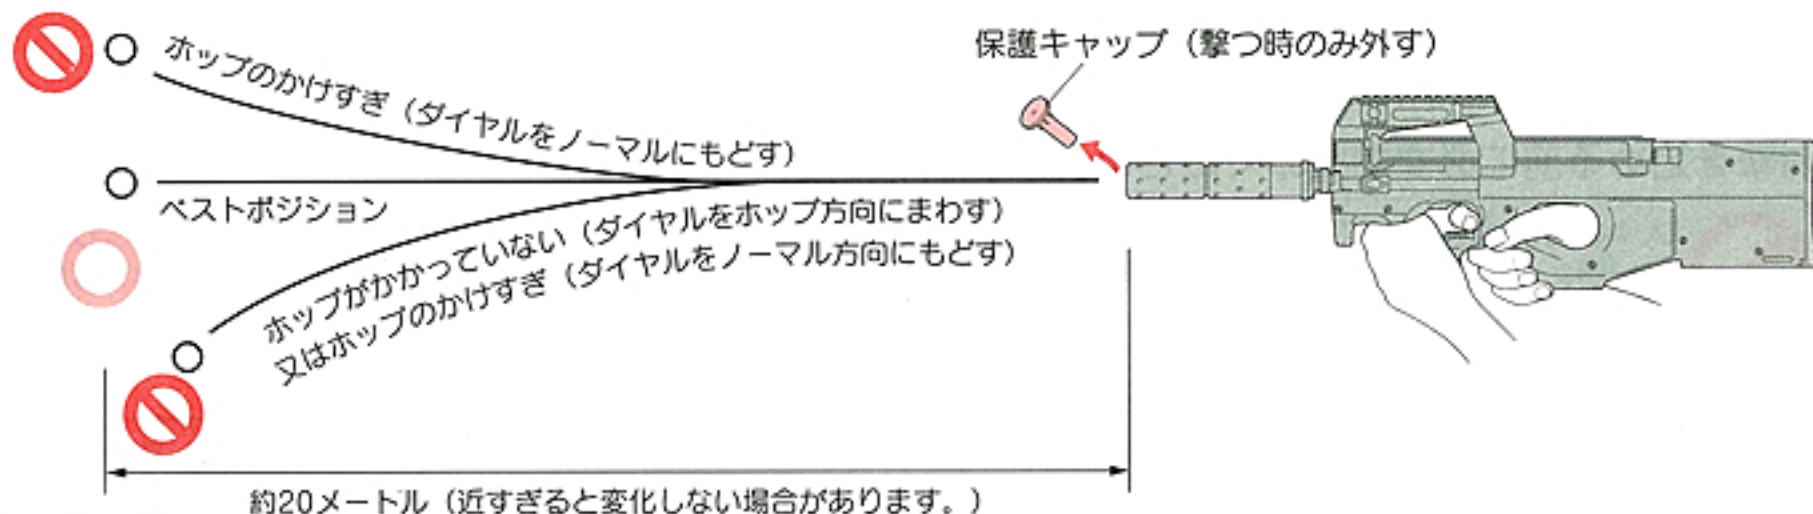 保護キャップ（撃つ時のみ外す）
ホップのかけすぎ（ダイヤルをノーマルにもどす）
ベストポジション
ホップがかかっていない（ダイヤルをホップ方向にまわす）
又はホップのかけすぎ（ダイヤルをノーマル方向にもどす）
約20メートル（近すぎると変化しない場合があります。）